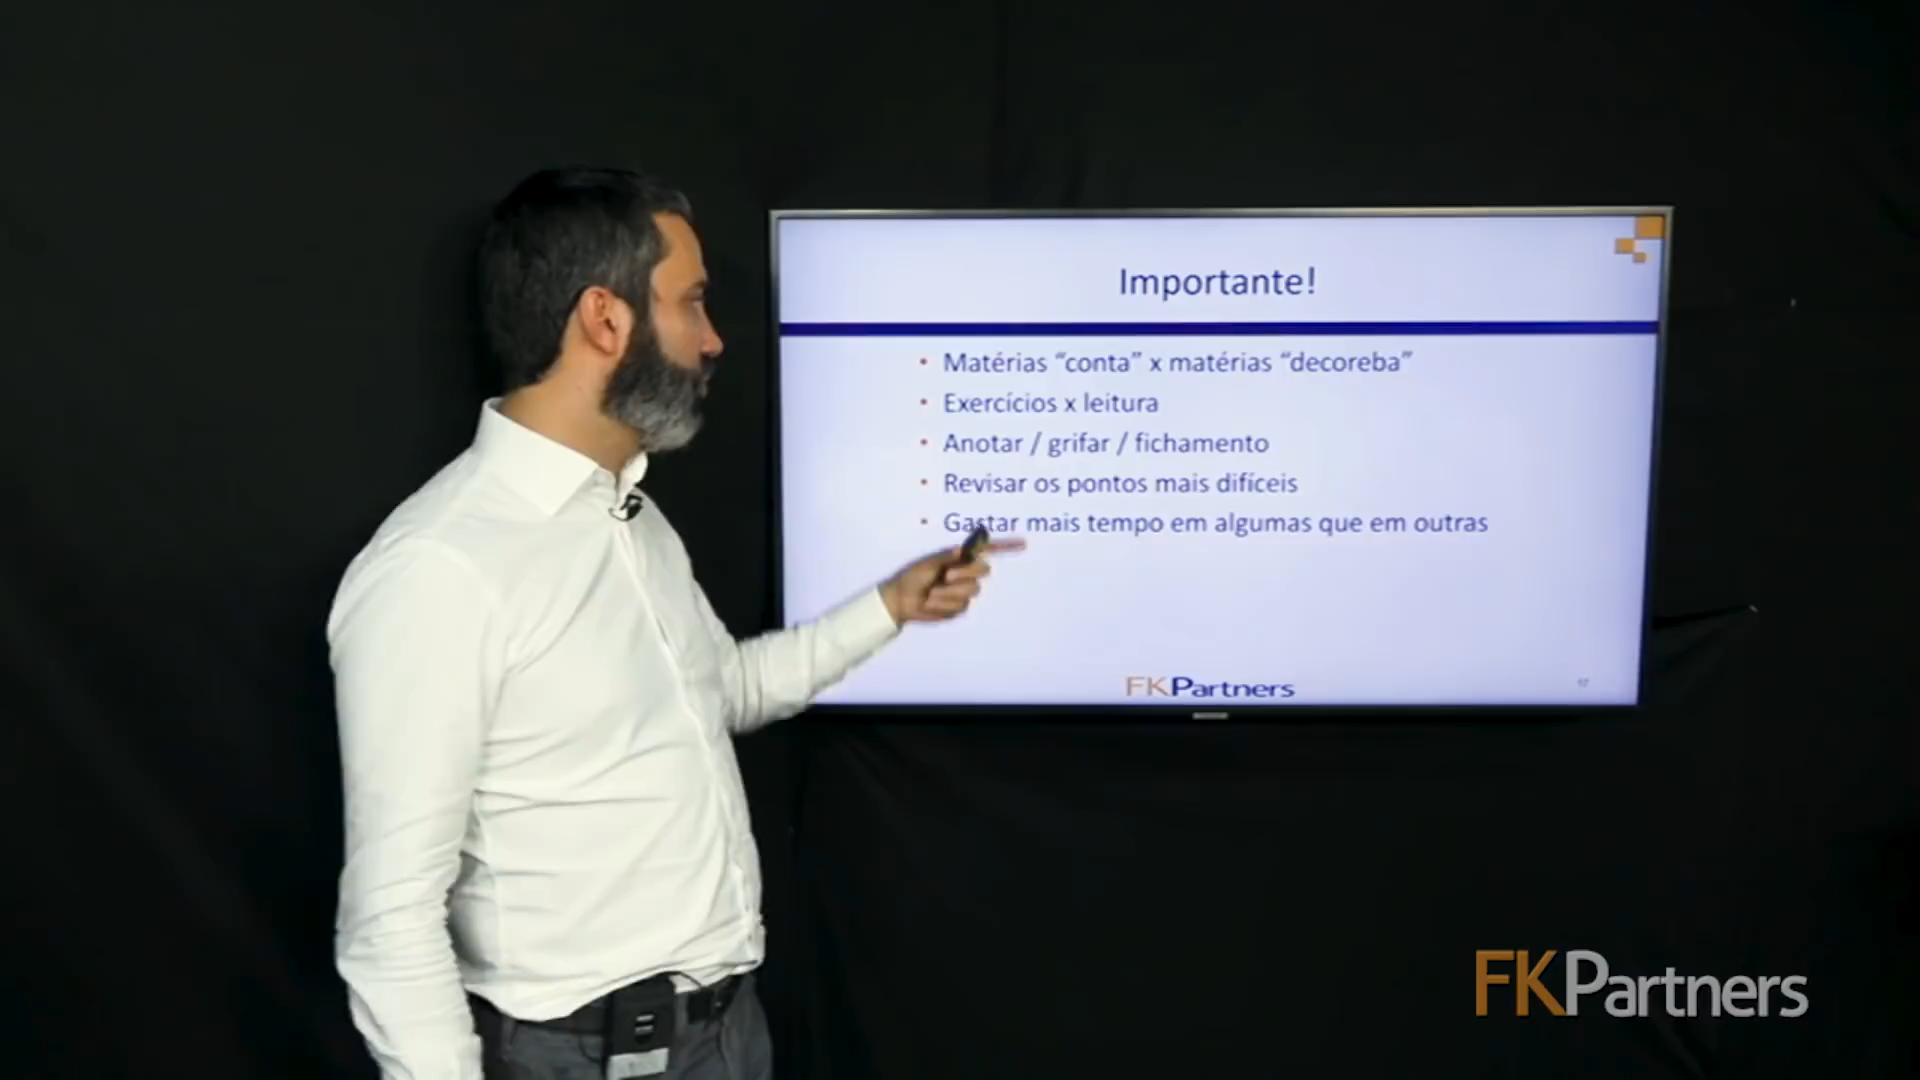 Importante!
• Matérias “conta” x matérias “decoreba”
• Exercícios x leitura
• Anotar / grifar / fichamento
• Revisar os pontos mais difíceis
• Gastar mais tempo em algumas que em outras
FKPartners
FKPartners